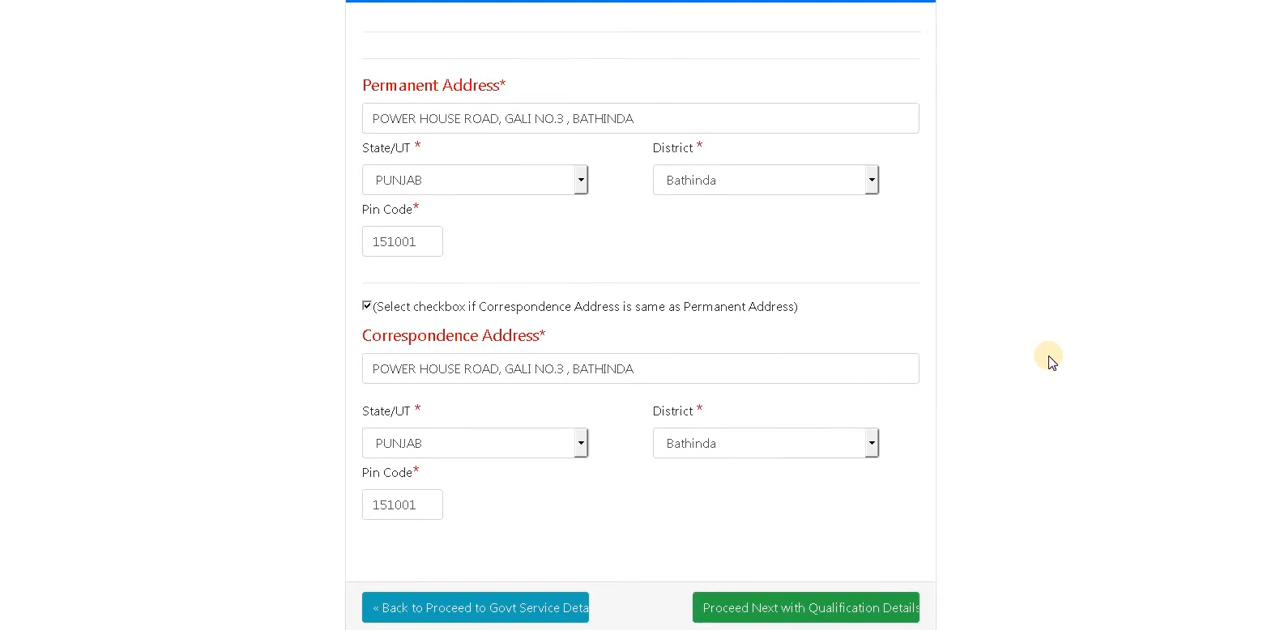 Permanent Address*
POWER HOUSE ROAD, GALI NO.3 , BATHINDA
State/UT * District *
PUNJAB Bathinda
Pin Code*
151001
(Select checkbox if Correspondence Address is same as Permanent Address)
Correspondence Address*
POWER HOUSE ROAD, GALI NO.3 , BATHINDA
State/UT * District *
PUNJAB Bathinda
Pin Code*
151001
« Back to Proceed to Govt Service Deta Proceed Next with Qualification Details